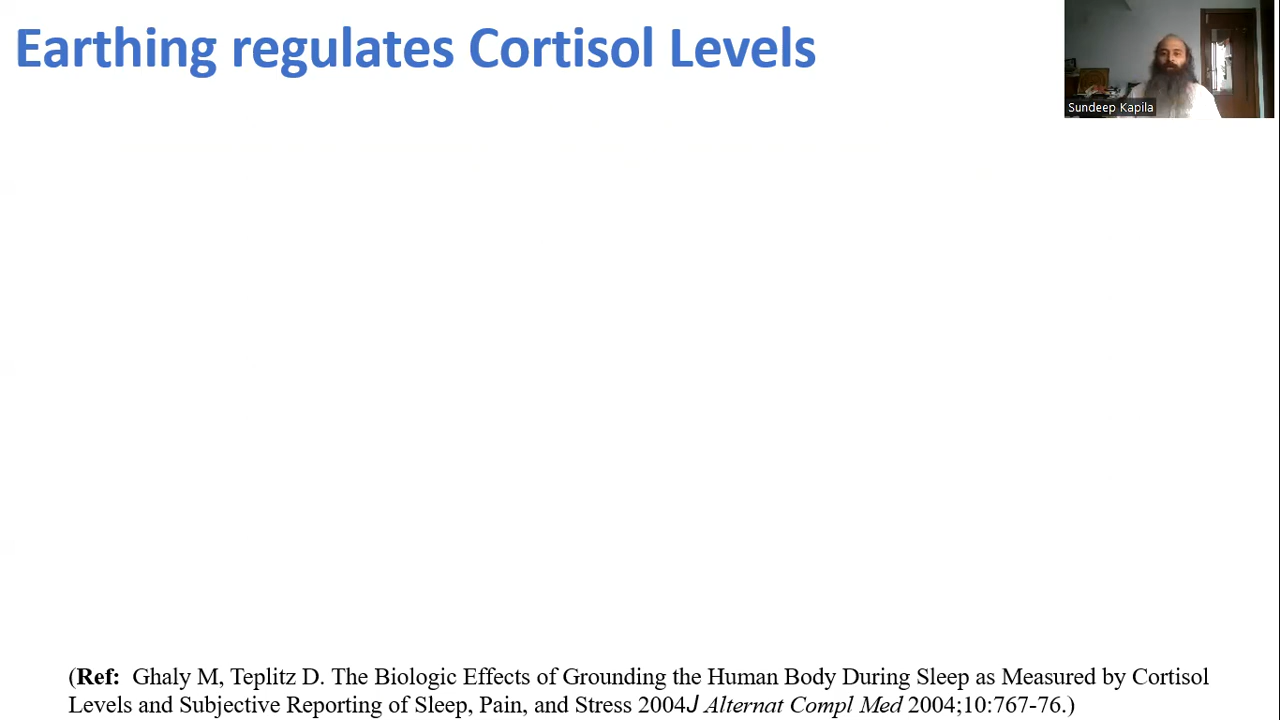 Earthing regulates Cortisol Levels
Sundeep Kapila
(Ref:  Ghaly M, Teplitz D. The Biologic Effects of Grounding the Human Body During Sleep as Measured by Cortisol
Levels and Subjective Reporting of Sleep, Pain, and Stress 2004J Alternat Compl Med 2004;10:767-76.)